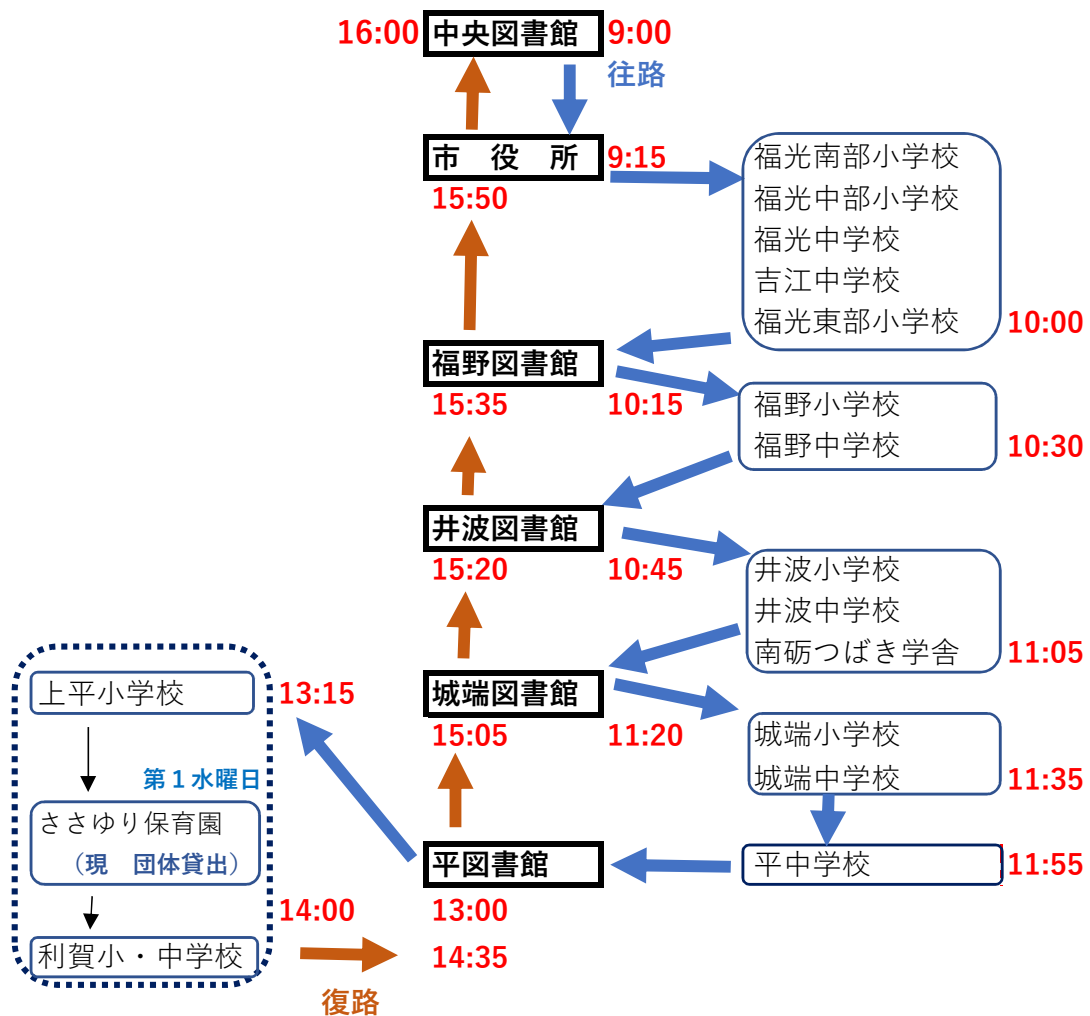 16:00 中央図書館 9:00
往路
市　役　所 9:15
15:50
福光南部小学校
福光中部小学校
福光中学校
吉江中学校
福光東部小学校 10:00
福野図書館
15:35 10:15
福野小学校
福野中学校 10:30
井波図書館
15:20 10:45
井波小学校
井波中学校
南砺つばき学舎 11:05
城端図書館
15:05 11:20
城端小学校
城端中学校 11:35
平中学校 11:55
平図書館
13:00
14:35
上平小学校 13:15
第1水曜日
ささゆり保育園
（現　団体貸出）
14:00
利賀小・中学校
復路